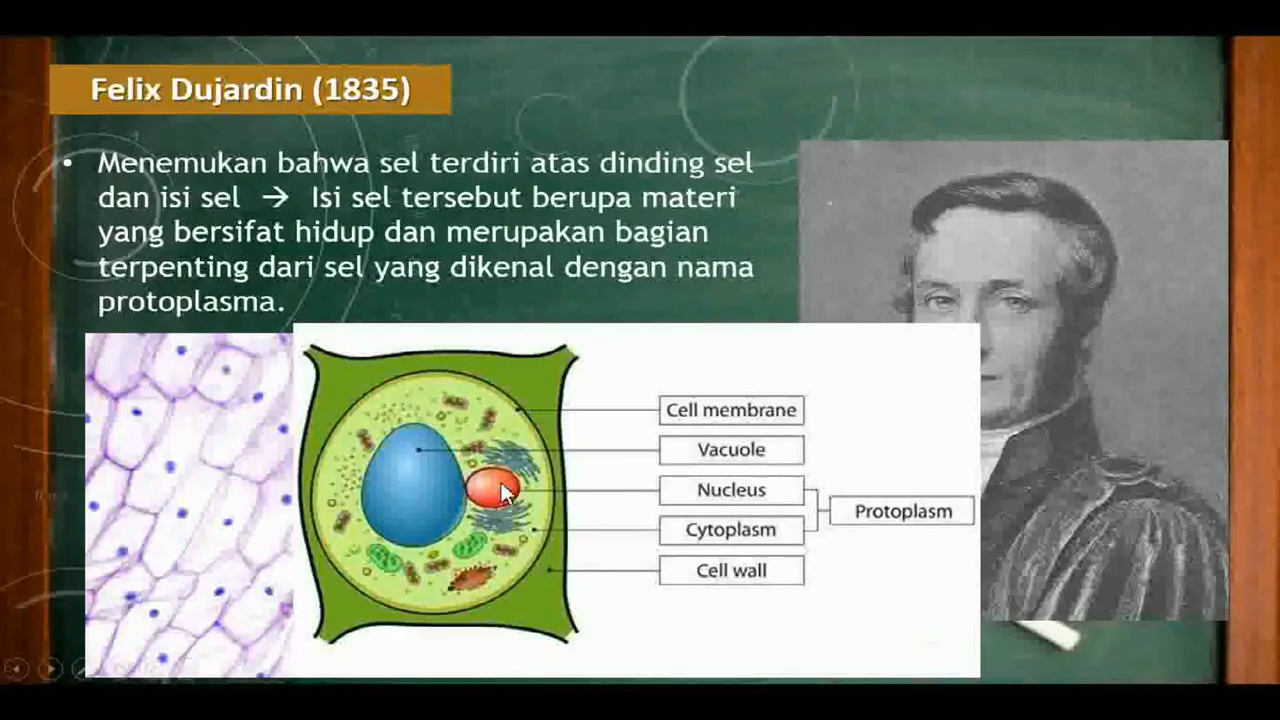 Felix Dujardin (1835)
• Menemukan bahwa sel terdiri atas dinding sel
dan isi sel → Isi sel tersebut berupa materi
yang bersifat hidup dan merupakan bagian
terpenting dari sel yang dikenal dengan nama
protoplasma.
Cell membrane
Vacuole
Nucleus
Cytoplasm
Protoplasm
Cell wall